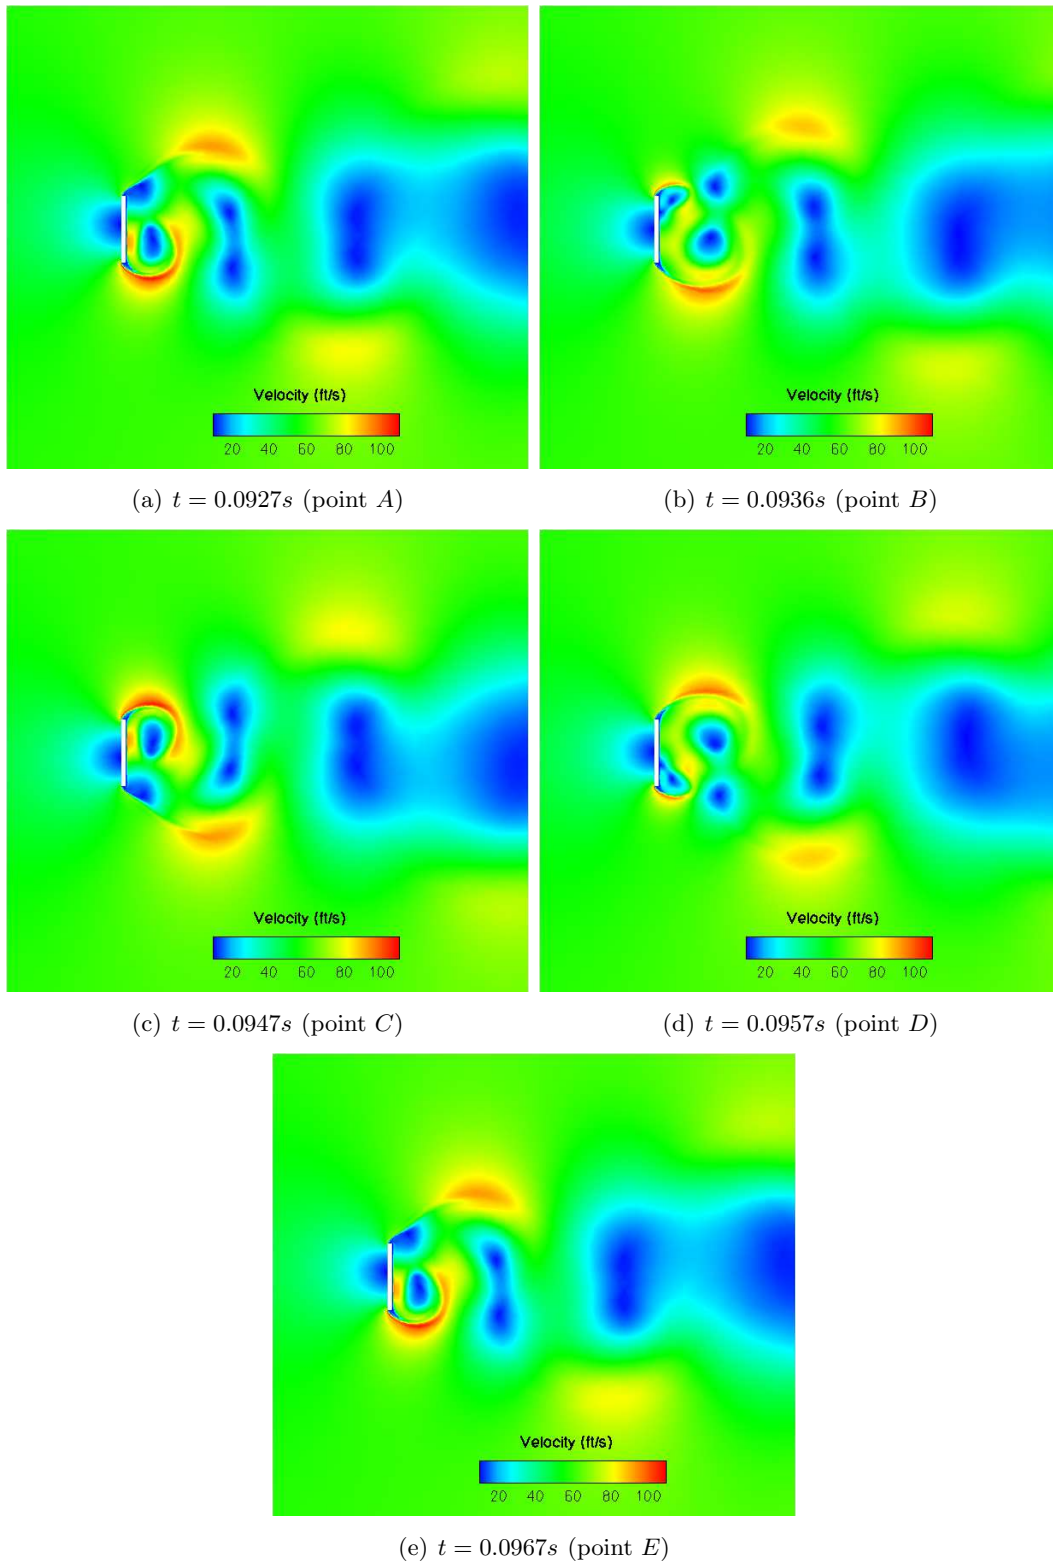 Velocity (ft/s)
20 40 60 80 100
Velocity (ft/s)
20 40 60 80 100
(a) t = 0.0927s (point A)
(b) t = 0.0936s (point B)
Velocity (ft/s)
20 40 60 80 100
Velocity (ft/s)
20 40 60 80 100
(c) t = 0.0947s (point C)
(d) t = 0.0957s (point D)
Velocity (ft/s)
20 40 60 80 100
(e) t = 0.0967s (point E)